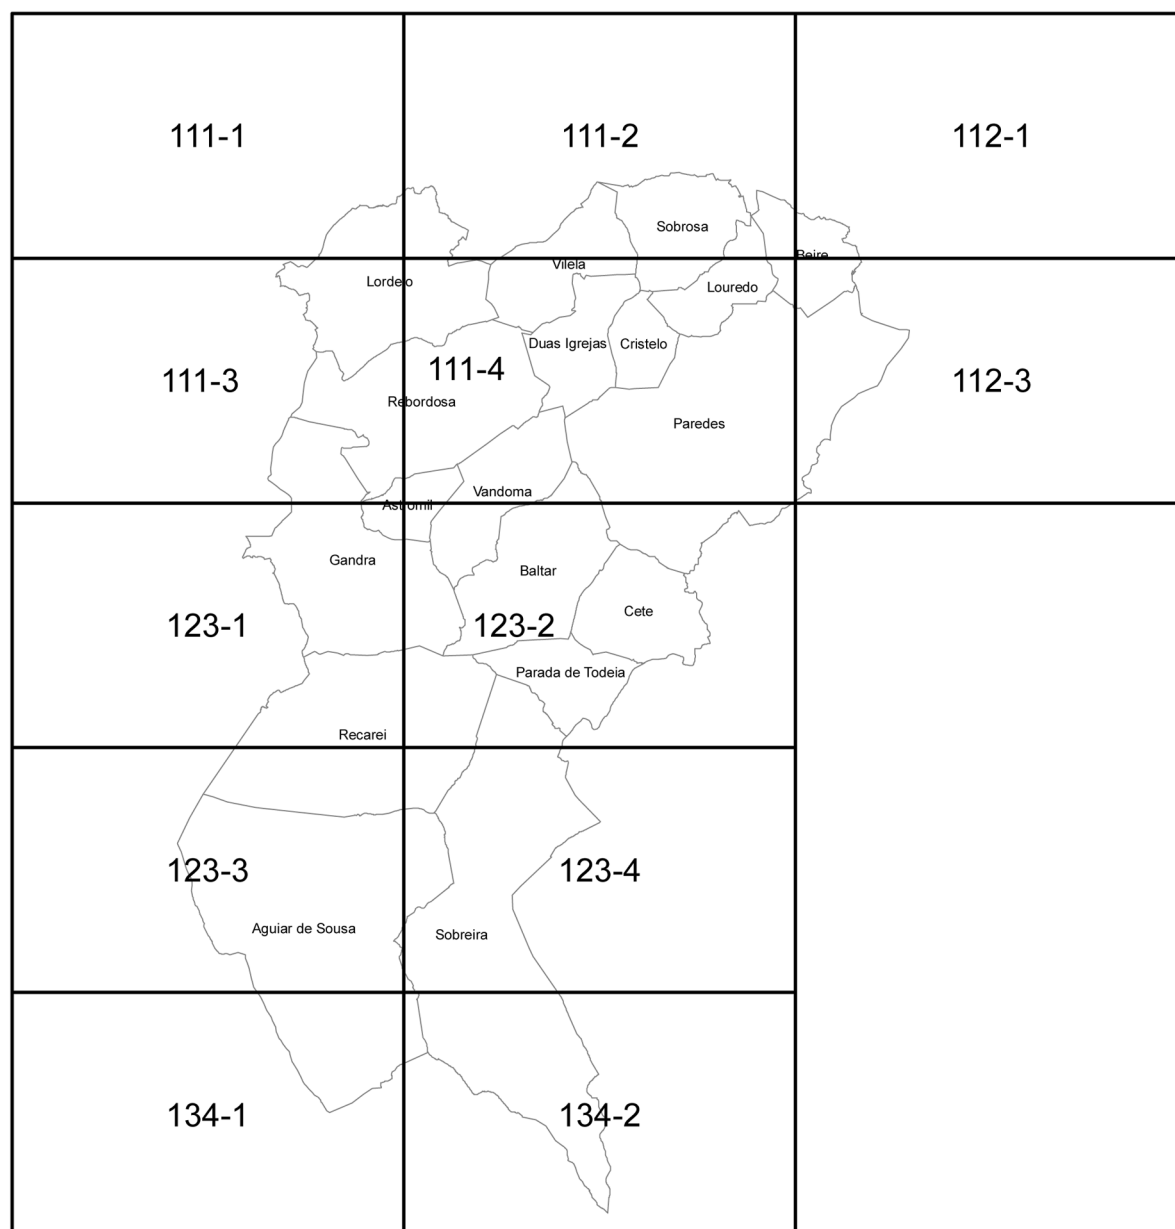 111-1
111-2
112-1
Sobrosa
Beire
Vilela
Lordelo
Louredo
Duas Igrejas
Cristelo
111-3
111-4
112-3
Rebordosa
Paredes
Vandoma
Astromil
Gandra
Baltar
Cete
123-1
123-2
Parada de Todeia
Recarei
123-3
123-4
Aguiar de Sousa
Sobreira
134-1
134-2